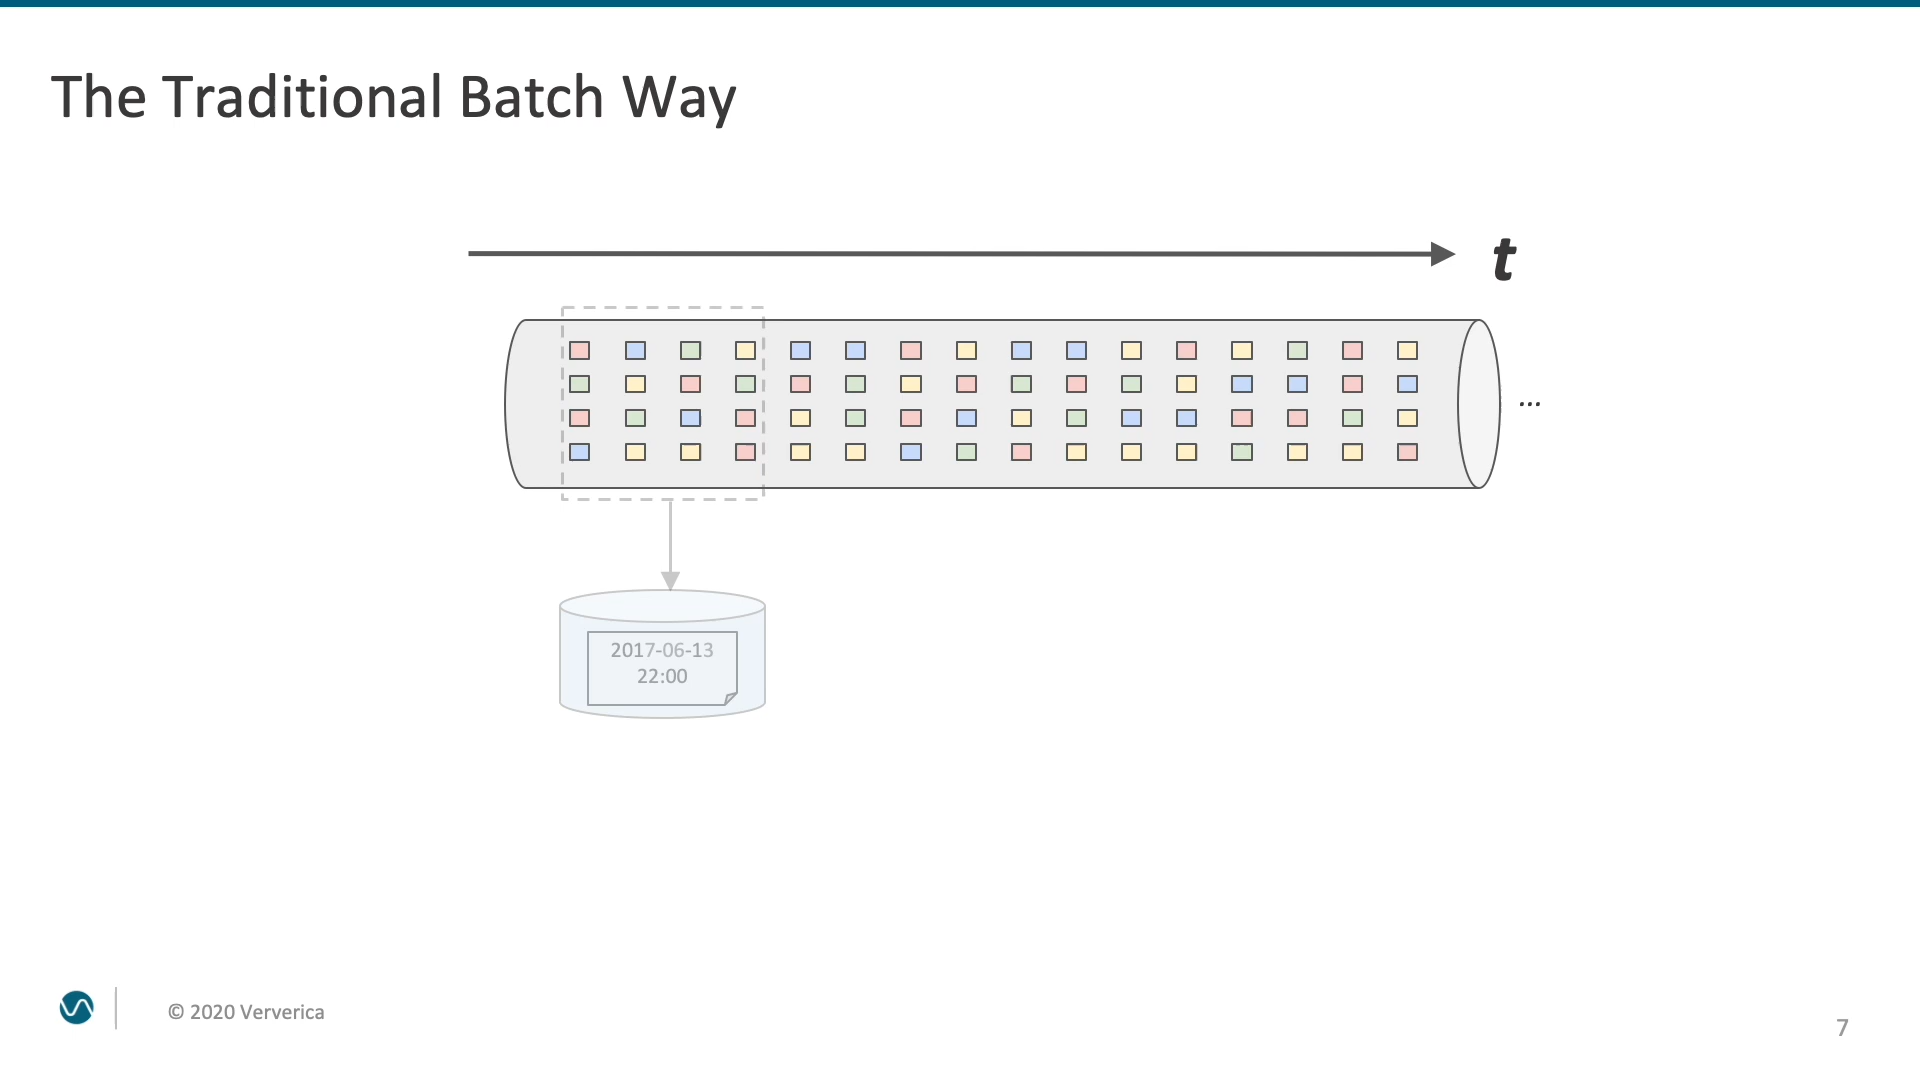 The Traditional Batch Way
t
...
2017-06-13
22:00
© 2020 Ververica
7